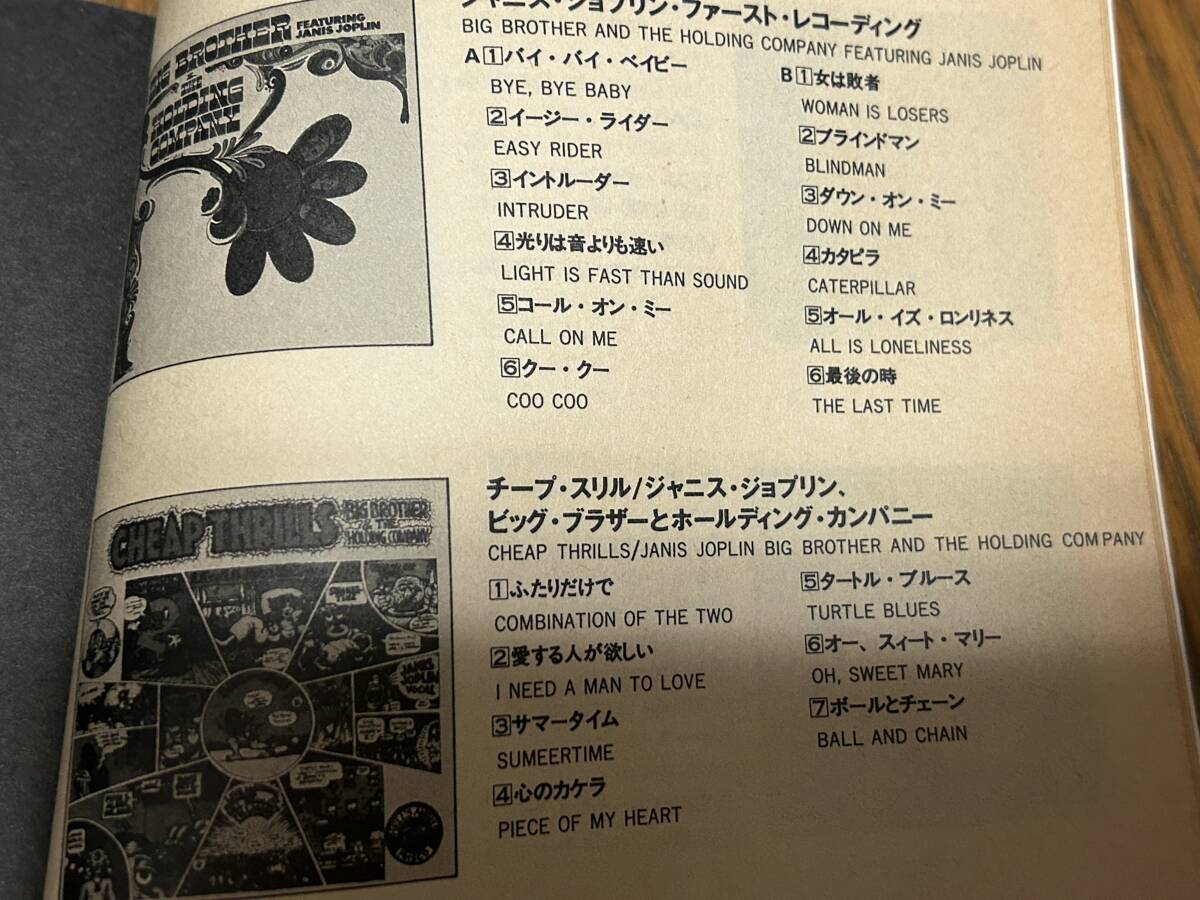 BIG BROTHER FEATURING JANIS JOPLIN
& THE
HOLDING
COMPANY
ジャニス・ジョプリン・ファースト・レコーディング
BIG BROTHER AND THE HOLDING COMPANY FEATURING JANIS JOPLIN
A 1 バイ・バイ・ベイビー
BYE, BYE BABY
2 イージー・ライダー
EASY RIDER
3 イントルーダー
INTRUDER
4 光りは音よりも速い
LIGHT IS FAST THAN SOUND
5 コール・オン・ミー
CALL ON ME
6 クー・クー
COO COO
B 1 女は敗者
WOMAN IS LOSERS
2 ブラインドマン
BLINDMAN
3 ダウン・オン・ミー
DOWN ON ME
4 カタピラ
CATERPILLAR
5 オール・イズ・ロンリネス
ALL IS LONELINESS
6 最後の時
THE LAST TIME
CHEAP THRILLS
BIG BROTHER
& THE
HOLDING COMPANY
JANIS
JOPLIN
VOCAL
チープ・スリル/ジャニス・ジョプリン、
ビッグ・ブラザーとホールディング・カンパニー
CHEAP THRILLS/JANIS JOPLIN BIG BROTHER AND THE HOLDING COMPANY
1 ふたりだけで
COMBINATION OF THE TWO
2 愛する人が欲しい
I NEED A MAN TO LOVE
3 サマータイム
SUMEERTIME
4 心のカケラ
PIECE OF MY HEART
5 タートル・ブルース
TURTLE BLUES
6 オー、スィート・マリー
OH, SWEET MARY
7 ボールとチェーン
BALL AND CHAIN